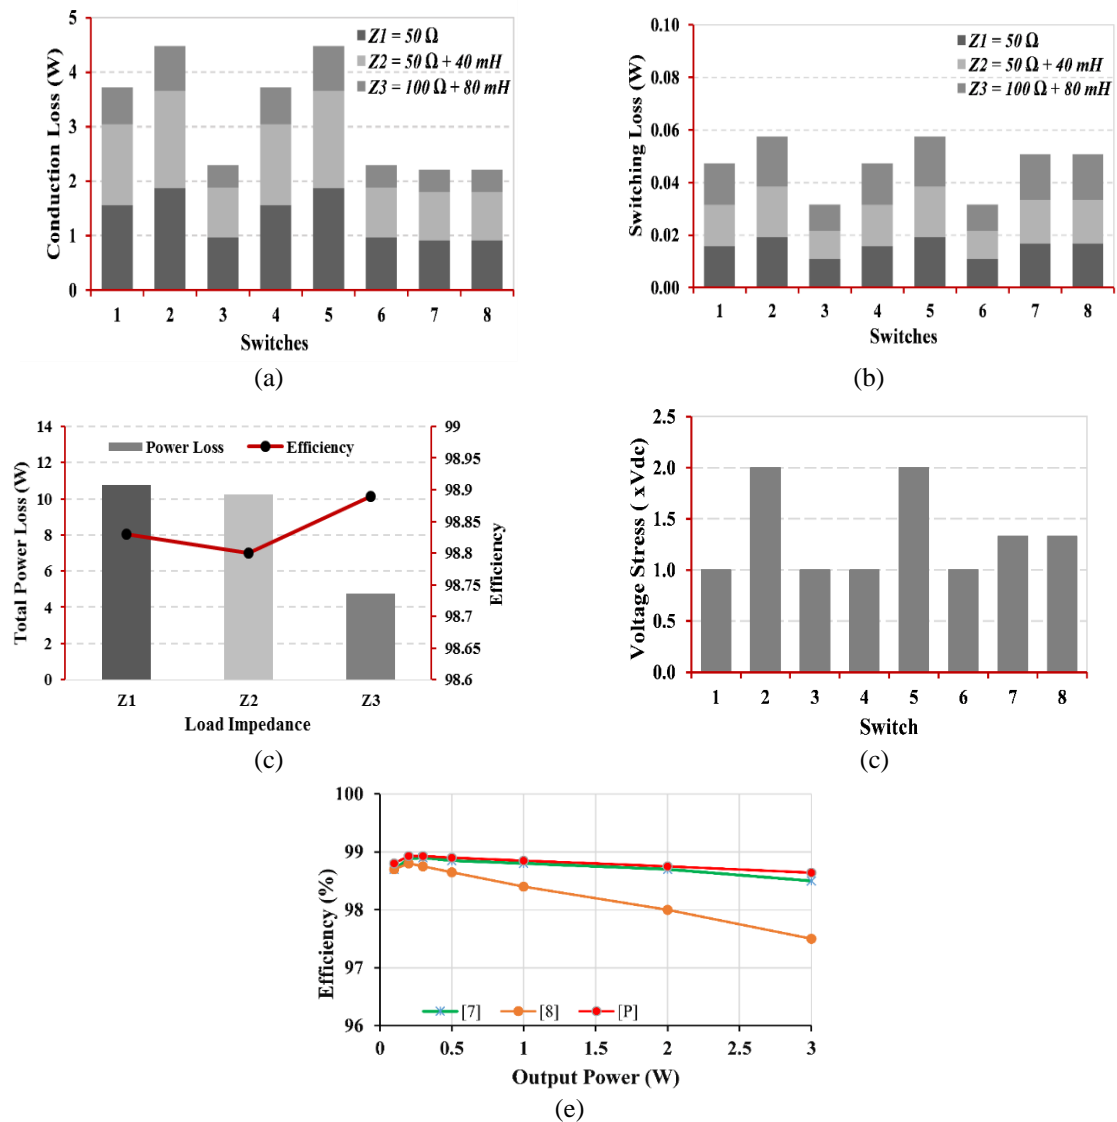 5
4
3
2
1
0
Conduction Loss (W)
Z1 = 50 Ω
Z2 = 50 Ω + 40 mH
Z3 = 100 Ω + 80 mH
1 2 3 4 5 6 7 8
Switches
(a)
0.10
0.08
0.06
0.04
0.02
0.00
Switching Loss (W)
Z1 = 50 Ω
Z2 = 50 Ω + 40 mH
Z3 = 100 Ω + 80 mH
1 2 3 4 5 6 7 8
Switches
(b)
14
12
10
8
6
4
2
0
Total Power Loss (W)
Power Loss Efficiency
99
98.95
98.9
98.85
98.8
98.75
98.7
98.65
98.6
Efficiency
Z1 Z2 Z3
Load Impedance
(c)
2.5
2.0
1.5
1.0
0.5
0.0
Voltage Stress ( xVdc)
1 2 3 4 5 6 7 8
Switch
(c)
100
99
98
97
96
Efficiency (%)
[7] [8] [P]
0 0.5 1 1.5 2 2.5 3
Output Power (W)
(e)